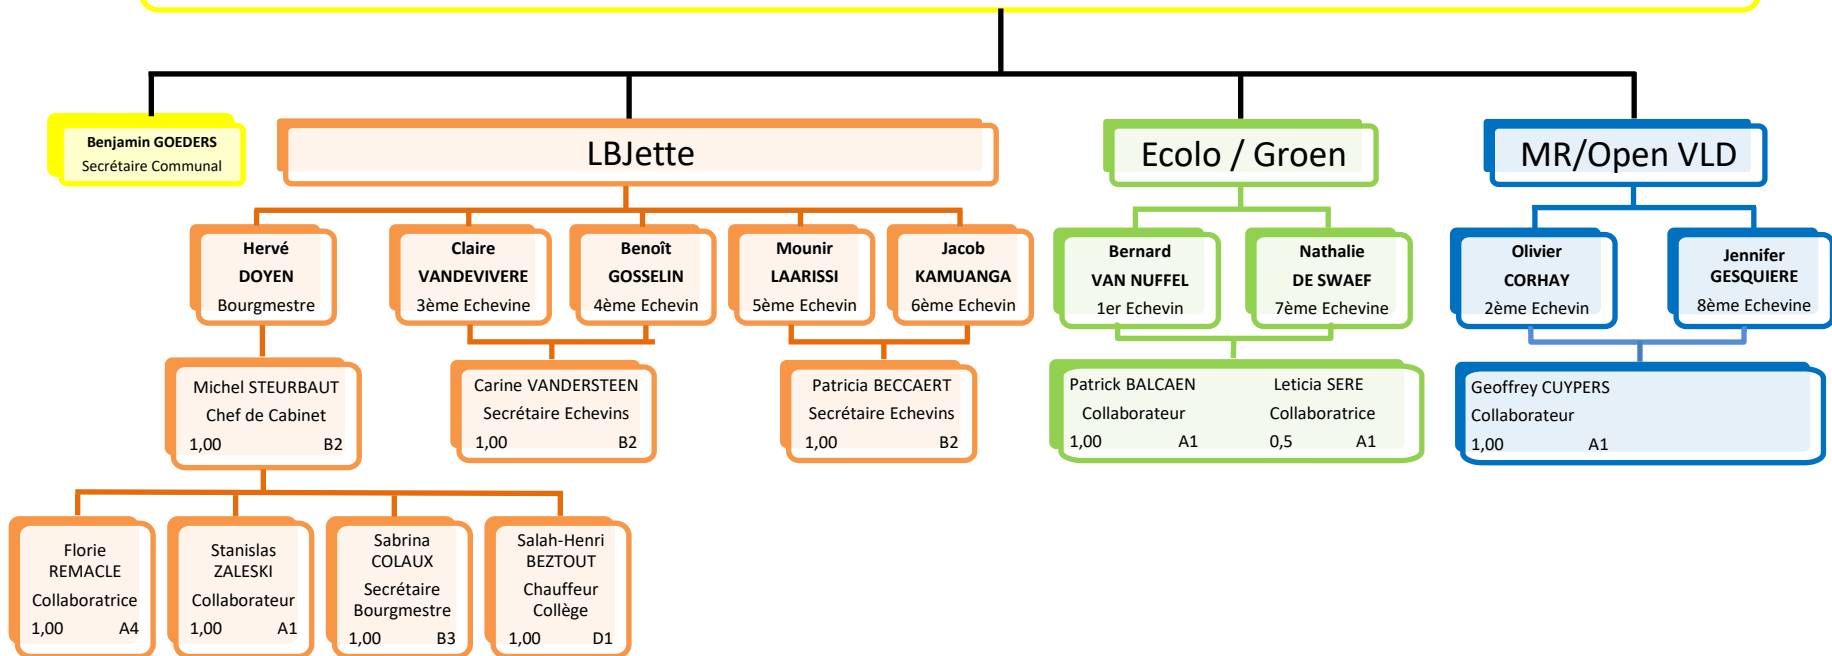 Benjamin GOEDERS
Secrétaire Communal
LBJette
Ecolo / Groen
MR/Open VLD
Hervé
DOYEN
Bourgmestre
Claire
VANDEVIVERE
3ème Echevine
Benoît
GOSSELIN
4ème Echevin
Mounir
LAARISSI
5ème Echevin
Jacob
KAMUANGA
6ème Echevin
Bernard
VAN NUFFEL
1er Echevin
Nathalie
DE SWAEF
7ème Echevine
Olivier
CORHAY
2ème Echevin
Jennifer
GESQUIERE
8ème Echevine
Michel STEURBAUT
Chef de Cabinet
1,00 B2
Carine VANDERSTEEN
Secrétaire Echevins
1,00 B2
Patricia BECCAERT
Secrétaire Echevins
1,00 B2
Patrick BALCAEN Leticia SERE
Collaborateur Collaboratrice
1,00 A1 0,5 A1
Geoffrey CUYPERS
Collaborateur
1,00 A1
Florie
REMACLE
Collaboratrice
1,00 A4
Stanislas
ZALESKI
Collaborateur
1,00 A1
Sabrina
COLAUX
Secrétaire
Bourgmestre
1,00 B3
Salah-Henri
BEZTOUT
Chauffeur
Collège
1,00 D1